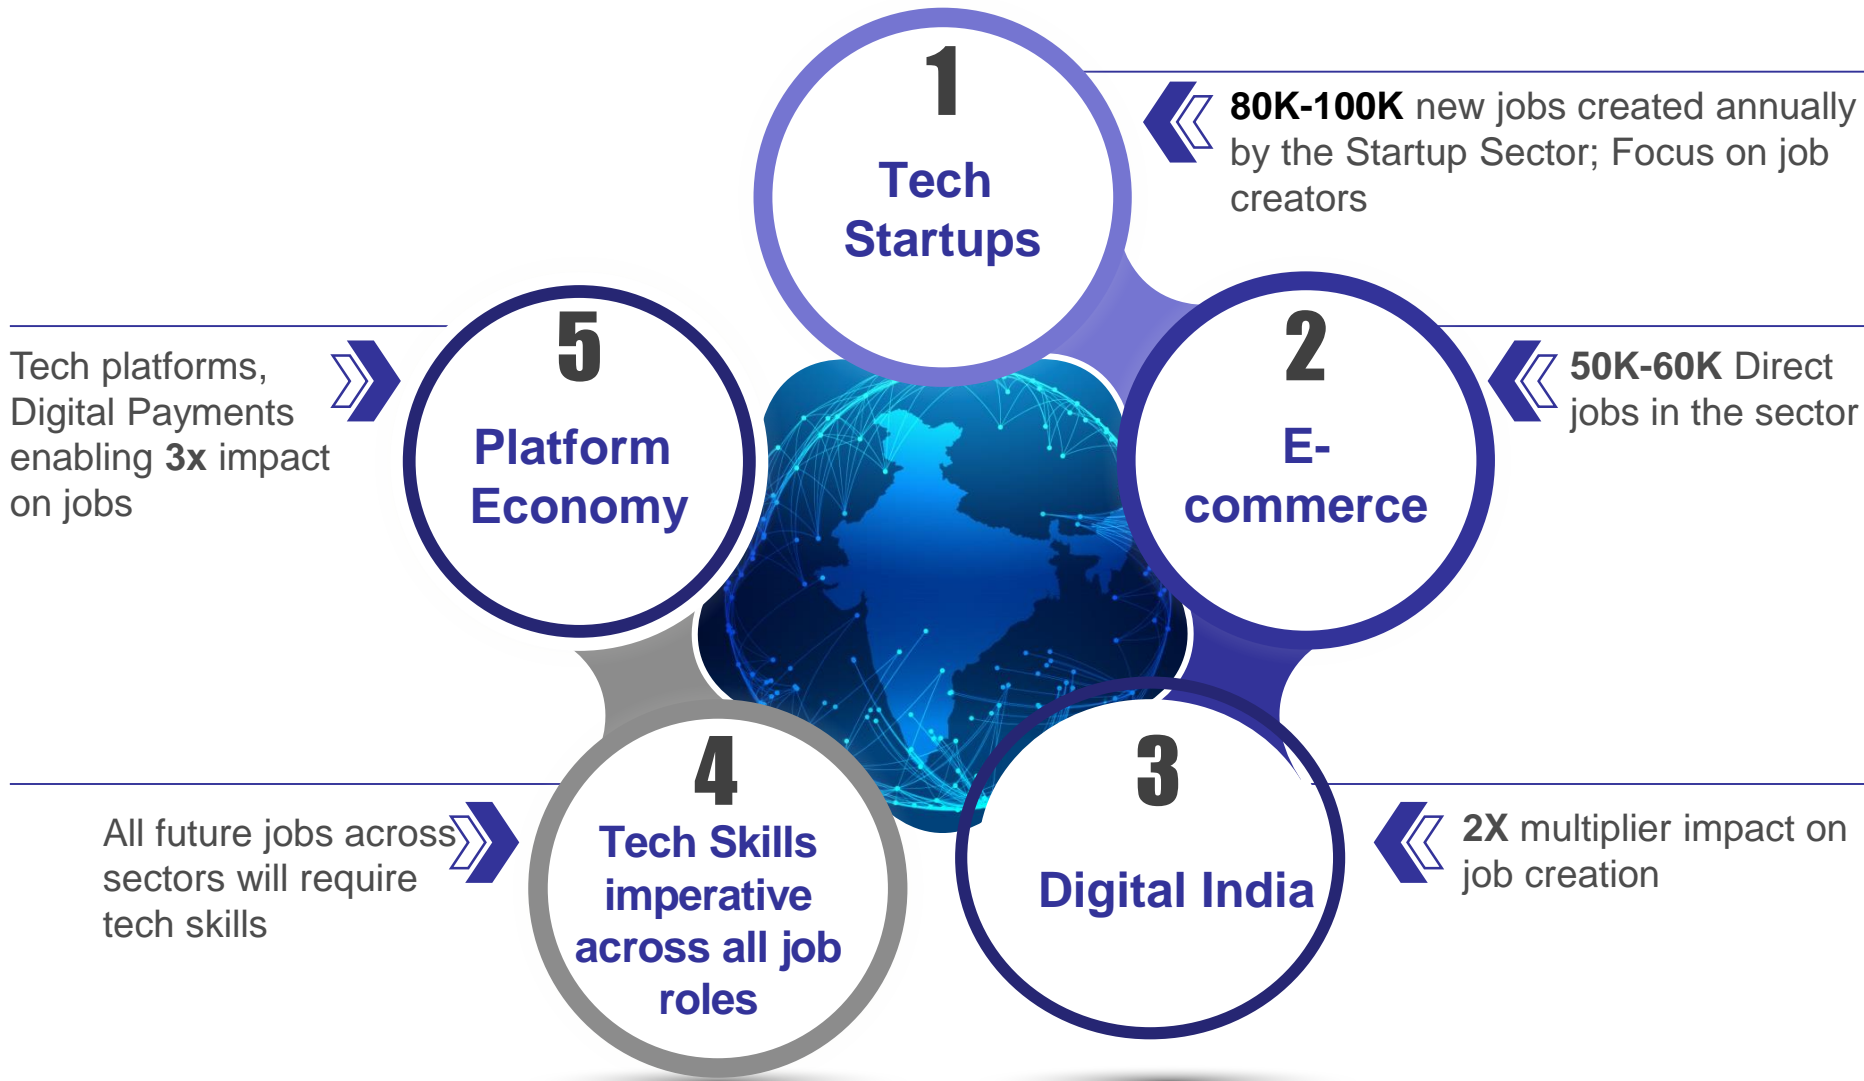 1
Tech
Startups
80K-100K new jobs created annually
by the Startup Sector; Focus on job
creators
2
E-
commerce
50K-60K Direct
jobs in the sector
3
Digital India
2X multiplier impact on
job creation
4
Tech Skills
imperative
across all job
roles
All future jobs across
sectors will require
tech skills
5
Platform
Economy
Tech platforms,
Digital Payments
enabling 3x impact
on jobs